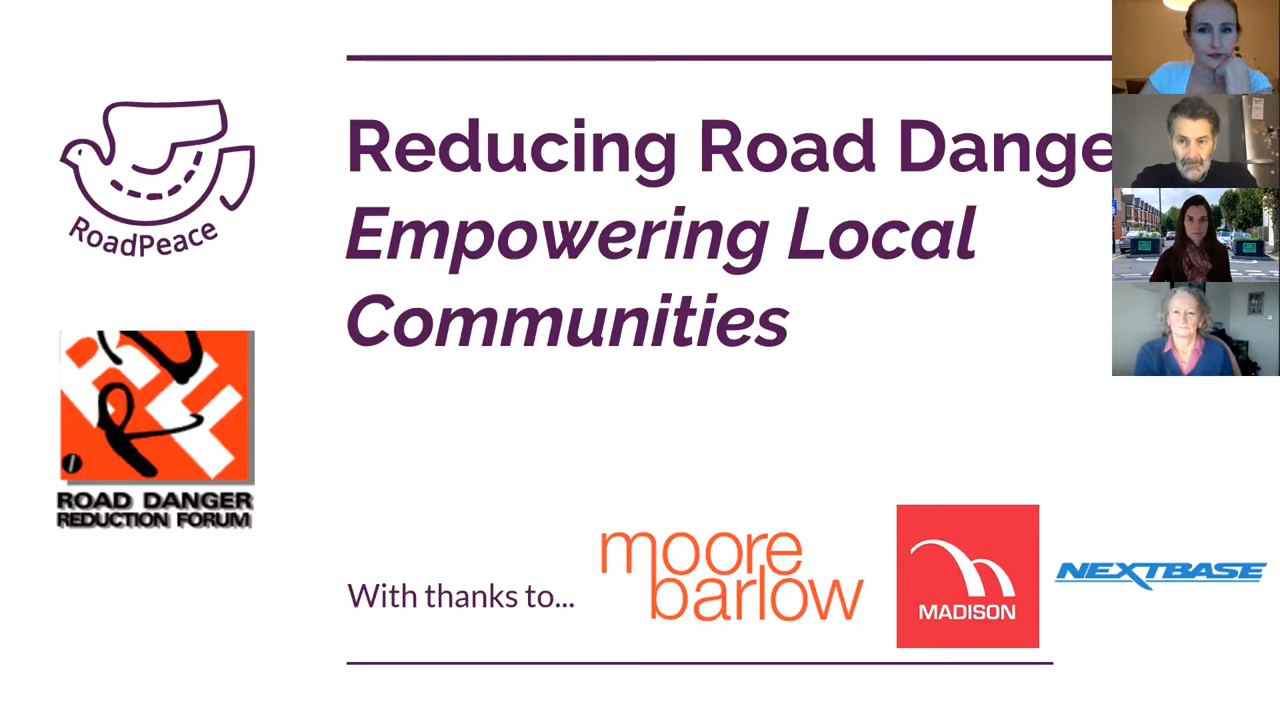 Reducing Road Dange
Empowering Local
Communities
RoadPeace
ROAD DANGER
REDUCTION FORUM
With thanks to...
moore
barlow
MADISON
NEXTBASE